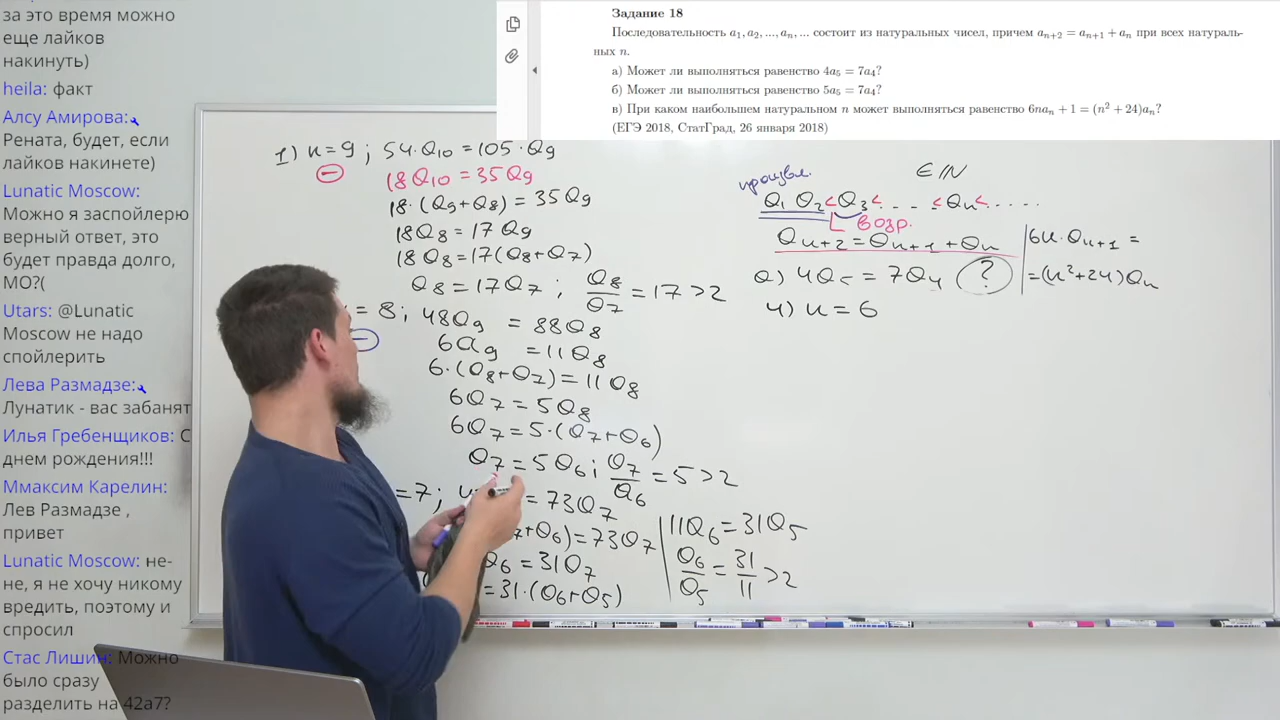 за это время можно
еще лайков
накинуть)
heila: факт
Алсу Амирова:
Рената, будет, если
лайков накинете)
Lunatic Moscow:
Можно я заспойлерю
верный ответ, это
будет правда долго,
МО?(
Utars: @Lunatic
Moscow не надо
спойлерить
Лева Размадзе:
Лунатик - вас забанят
Илья Гребенщиков: С
днем рождения!!!
Ммаксим Карелин:
Лев Размадзе ,
привет
Lunatic Moscow: не-
не, я не хочу никому
вредить, поэтому и
спросил
Стас Лишин: Можно
было сразу
разделить на 42a7?
Задание 18
Последовательность a₁, a₂, ..., aₙ, ... состоит из натуральных чисел, причем aₙ₊₂ = aₙ₊₁ + aₙ при всех натураль-
ных n.
а) Может ли выполняться равенство 4a₅ = 7a₄?
б) Может ли выполняться равенство 5a₅ = 7a₄?
в) При каком наибольшем натуральном n может выполняться равенство 6naₙ + 1 = (n² + 24)aₙ?
(ЕГЭ 2018, СтатГрад, 26 января 2018)
1) n=9; 54·a₁₀=105·a₉
18a₁₀=35a₉
18·(a₉+a₈)=35a₉
18a₈=17a₉
18a₈=17(a₈+a₇)
a₈=17a₇; a₈/a₇=17>2
=8; 48a₉=88a₈
6a₉=11a₈
6·(a₈+a₇)=11a₈
6a₇=5a₈
6a₇=5·(a₇+a₆)
a₇=5a₆; a₇/a₆=5>2
=7;
=73a₇
+a₆)=73a₇
a₆=31a₇
=31·(a₆+a₅)
11a₆=31a₅
a₆/a₅=31/11>2
произвл.
∈ℕ
a₁ a₂<a₃<....<aₙ<.....
возр.
aₙ₊₂=aₙ₊₁+aₙ
6n·aₙ₊₁=
=(n²+24)aₙ
а) 4a₅=7a₄ ?
4) n=6